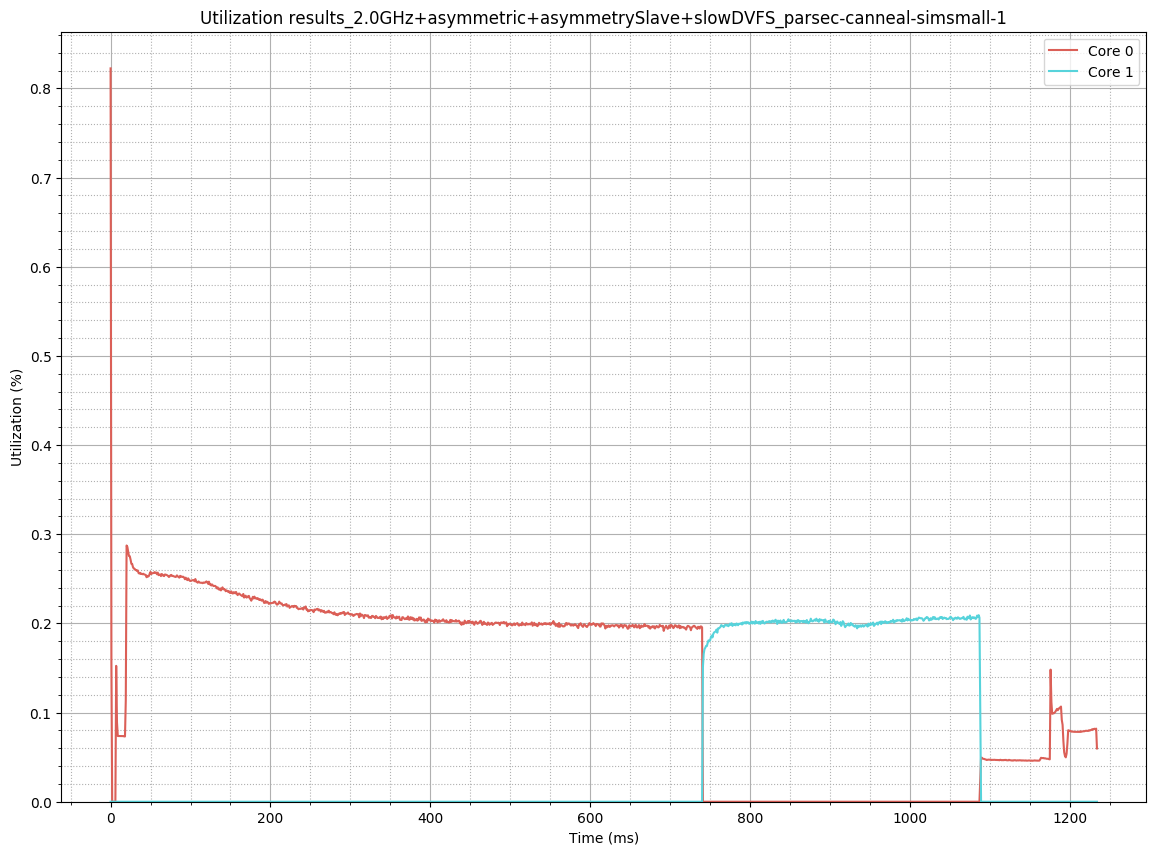 Utilization results_2.0GHz+asymmetric+asymmetrySlave+slowDVFS_parsec-canneal-simsmall-1
Core 0
Core 1
Utilization (%)
0.8
0.7
0.6
0.5
0.4
0.3
0.2
0.1
0.0
0 200 400 600 800 1000 1200
Time (ms)